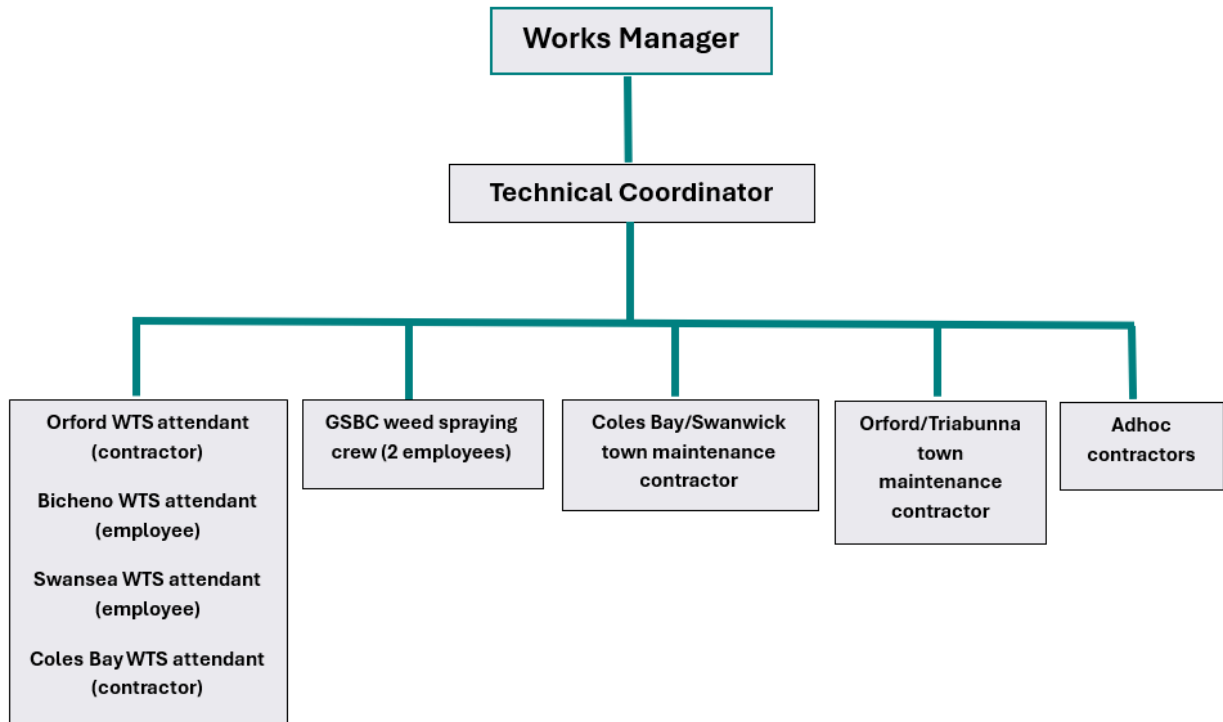 Works Manager
Technical Coordinator
Orford WTS attendant
(contractor)
Bicheno WTS attendant
(employee)
Swansea WTS attendant
(employee)
Coles Bay WTS attendant
(contractor)
GSBC weed spraying
crew (2 employees)
Coles Bay/Swanwick
town maintenance
contractor
Orford/Triabunna
town
maintenance
contractor
Adhoc
contractors